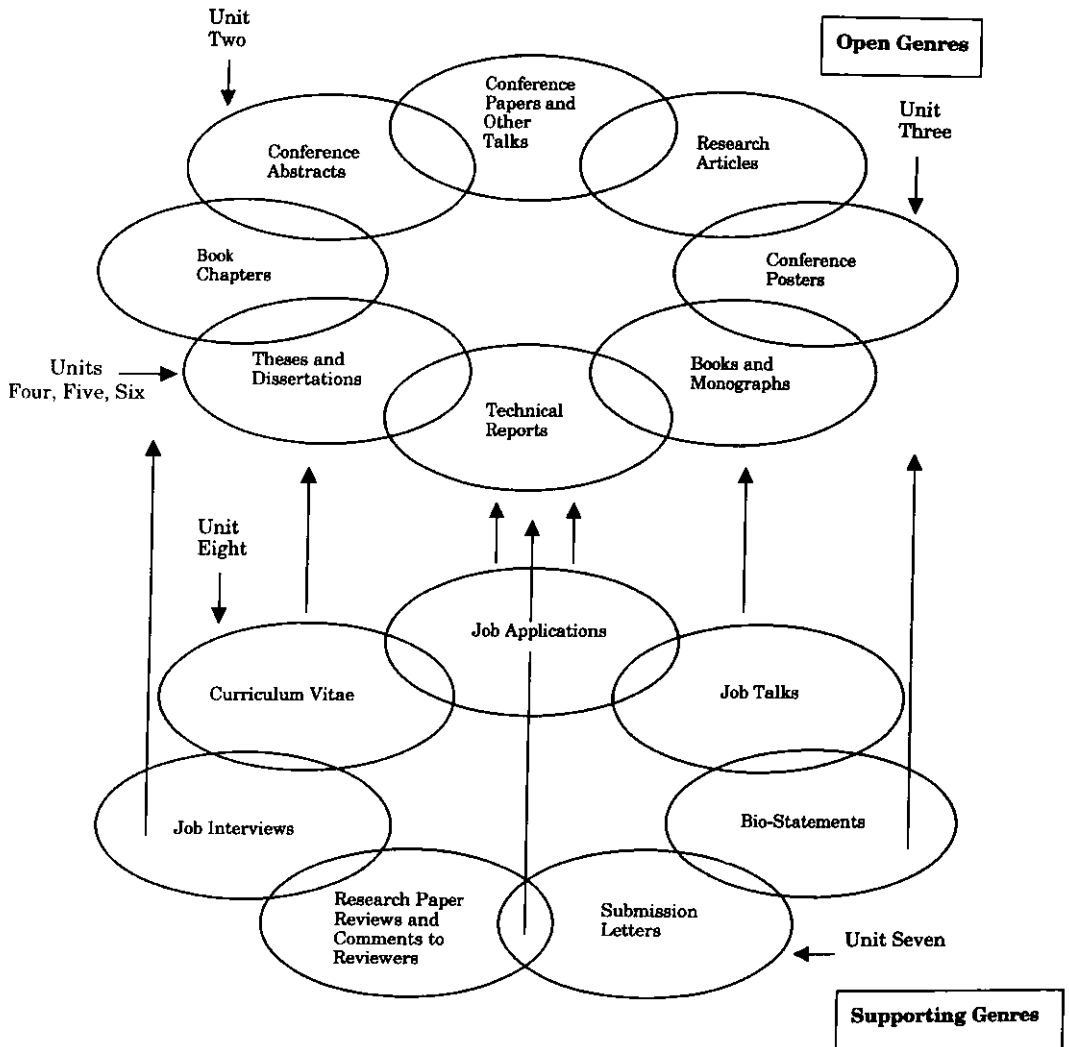 Unit
Two
Open Genres
Conference
Papers and
Other
Talks
Unit
Three
Conference
Abstracts
Research
Articles
Book
Chapters
Conference
Posters
Units
Four, Five, Six
Theses and
Dissertations
Books and
Monographs
Technical
Reports
Unit
Eight
Job Applications
Curriculum Vitae
Job Talks
Job Interviews
Bio-Statements
Research Paper
Reviews and
Comments to
Reviewers
Submission
Letters
Unit Seven
Supporting Genres